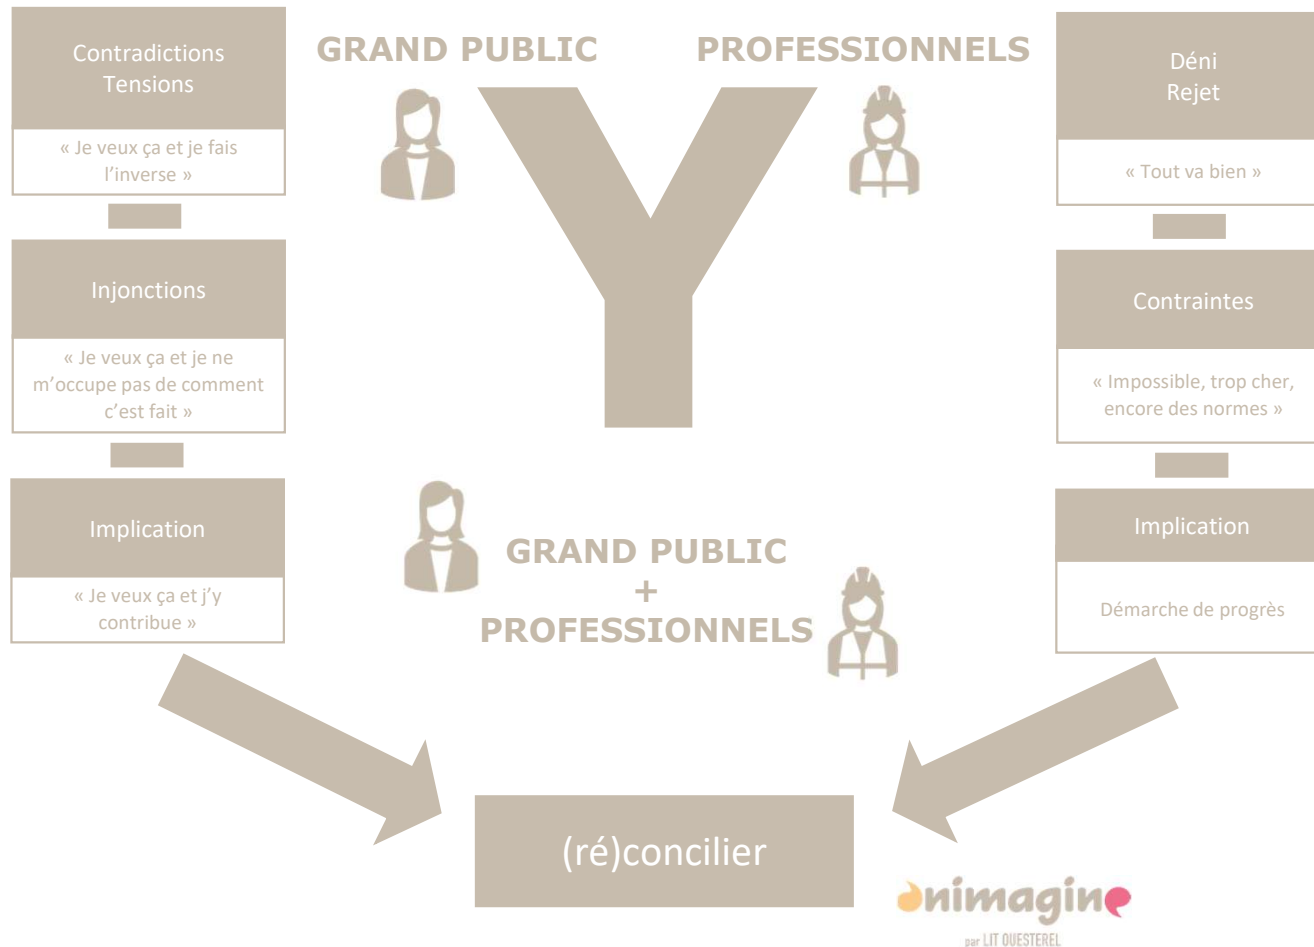 Contradictions
Tensions
« Je veux ça et je fais
l’inverse »
Injonctions
« Je veux ça et je ne
m’occupe pas de comment
c’est fait »
Implication
« Je veux ça et j’y
contribue »
GRAND PUBLIC
PROFESSIONNELS
Y
GRAND PUBLIC
+
PROFESSIONNELS
Déni
Rejet
« Tout va bien »
Contraintes
« Impossible, trop cher,
encore des normes »
Implication
Démarche de progrès
(ré)concilier
animagine
par LIT OUESTEREL